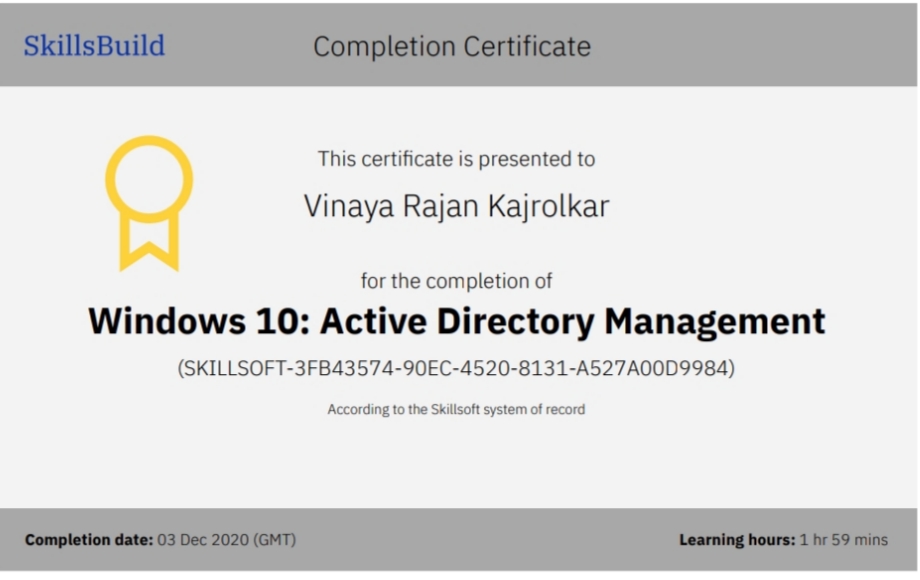 SkillsBuild
Completion Certificate
This certificate is presented to
Vinaya Rajan Kajrolkar
for the completion of
Windows 10: Active Directory Management
(SKILLSOFT-3FB43574-90EC-4520-8131-A527A00D9984)
According to the Skillsoft system of record
Completion date: 03 Dec 2020 (GMT)
Learning hours: 1 hr 59 mins